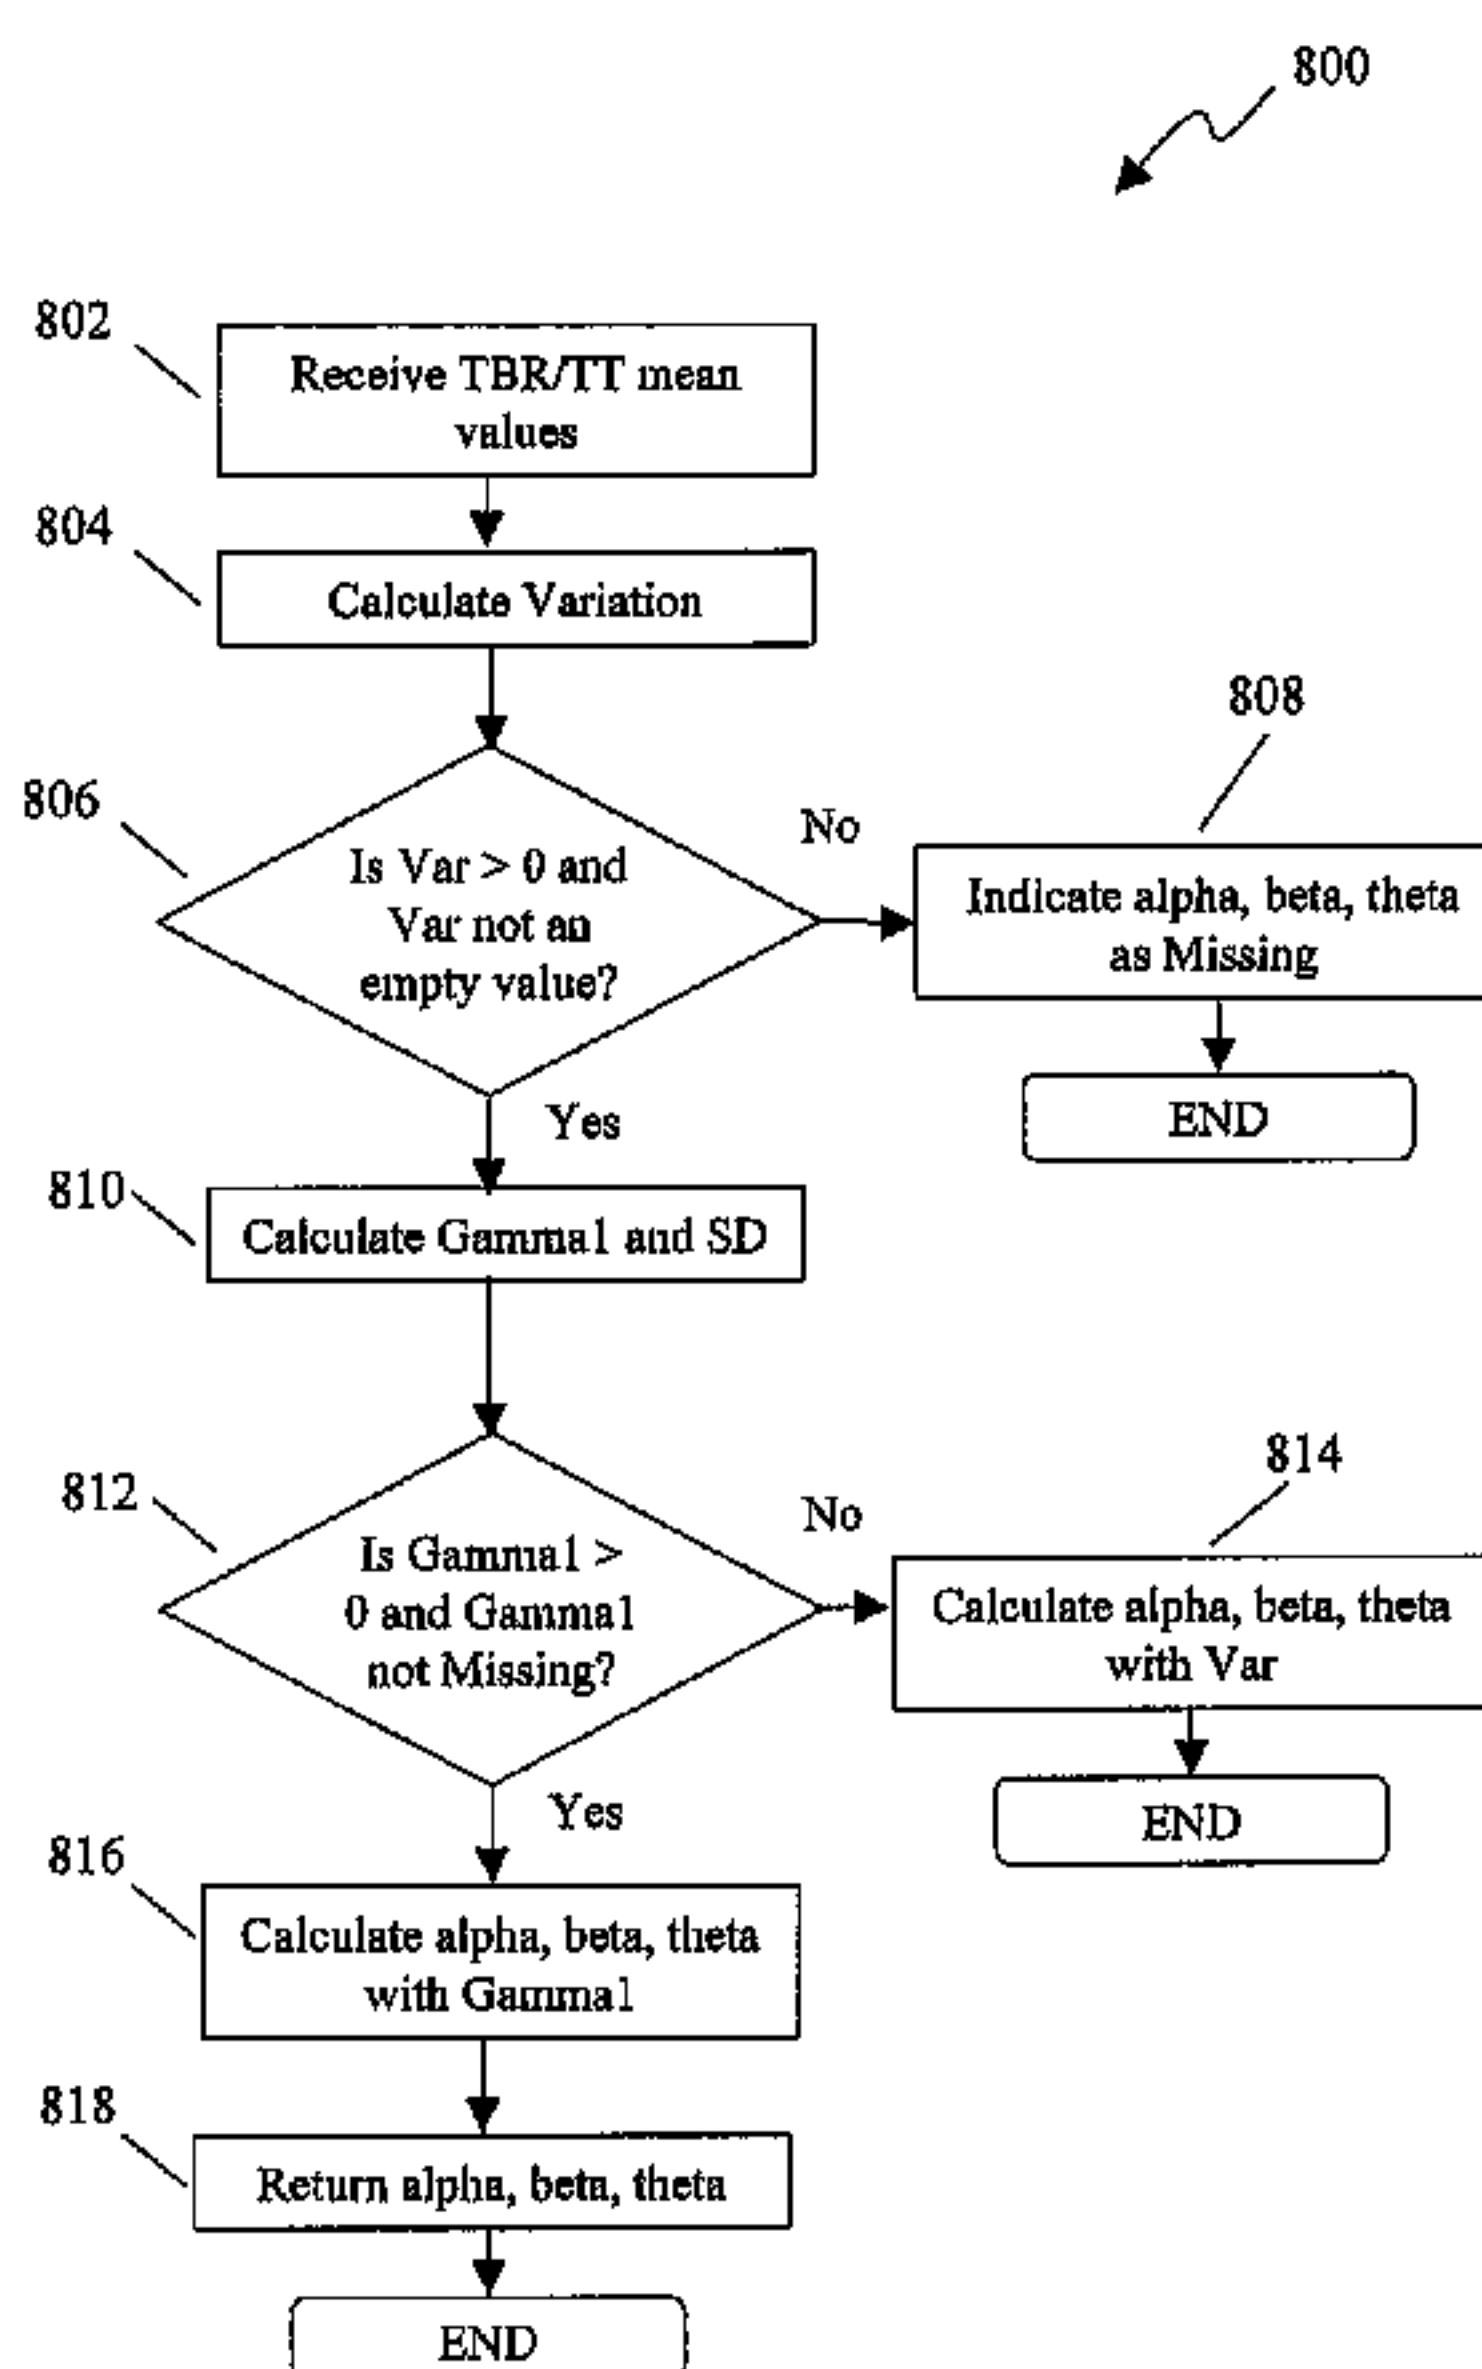 800
802
Receive TBR/TT mean
values
804
Calculate Variation
806
Is Var > 0 and
Var not an
empty value?
No
808
Indicate alpha, beta, theta
as Missing
END
Yes
810
Calculate Gamma1 and SD
812
Is Gamma1 >
0 and Gamma1
not Missing?
No
814
Calculate alpha, beta, theta
with Var
END
Yes
816
Calculate alpha, beta, theta
with Gamma1
818
Return alpha, beta, theta
END